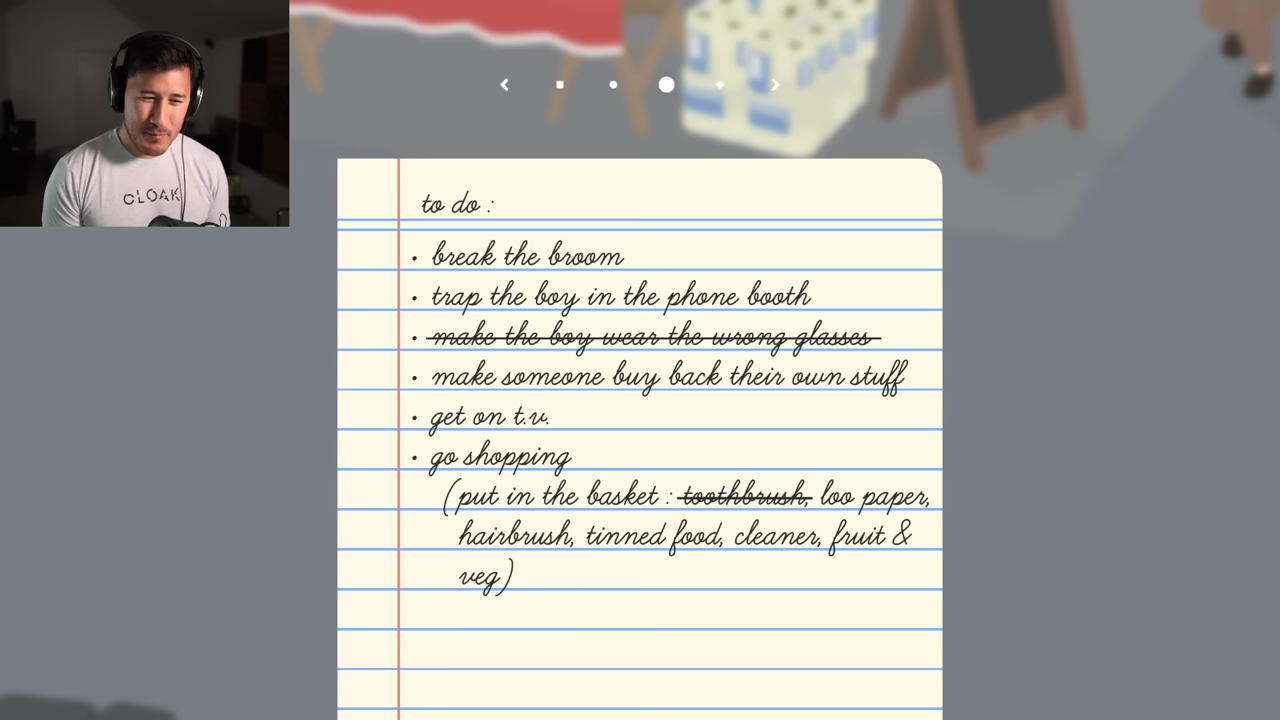 CLOAK
to do :
• break the broom
• trap the boy in the phone booth
• make the boy wear the wrong glasses
• make someone buy back their own stuff
• get on t.v.
• go shopping
(put in the basket : toothbrush, loo paper,
hairbrush, tinned food, cleaner, fruit &
veg)